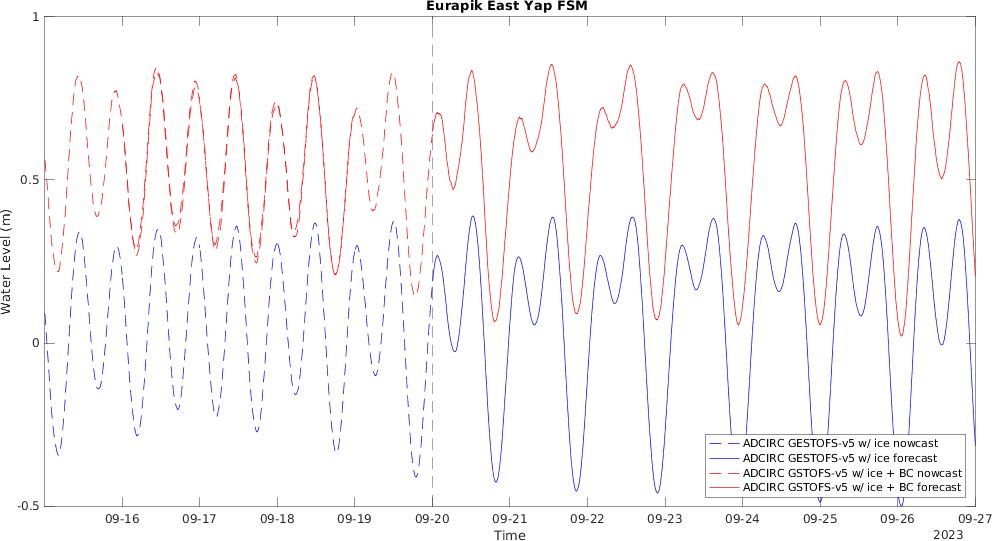 Eurapik East Yap FSM
Water Level (m)
1
0.5
0
-0.5
ADCIRC GESTOFS-v5 w/ ice nowcast
ADCIRC GESTOFS-v5 w/ ice forecast
ADCIRC GSTOFS-v5 w/ ice + BC nowcast
ADCIRC GSTOFS-v5 w/ ice + BC forecast
09-16 09-17 09-18 09-19 09-20 09-21 09-22 09-23 09-24 09-25 09-26 09-27
Time
2023